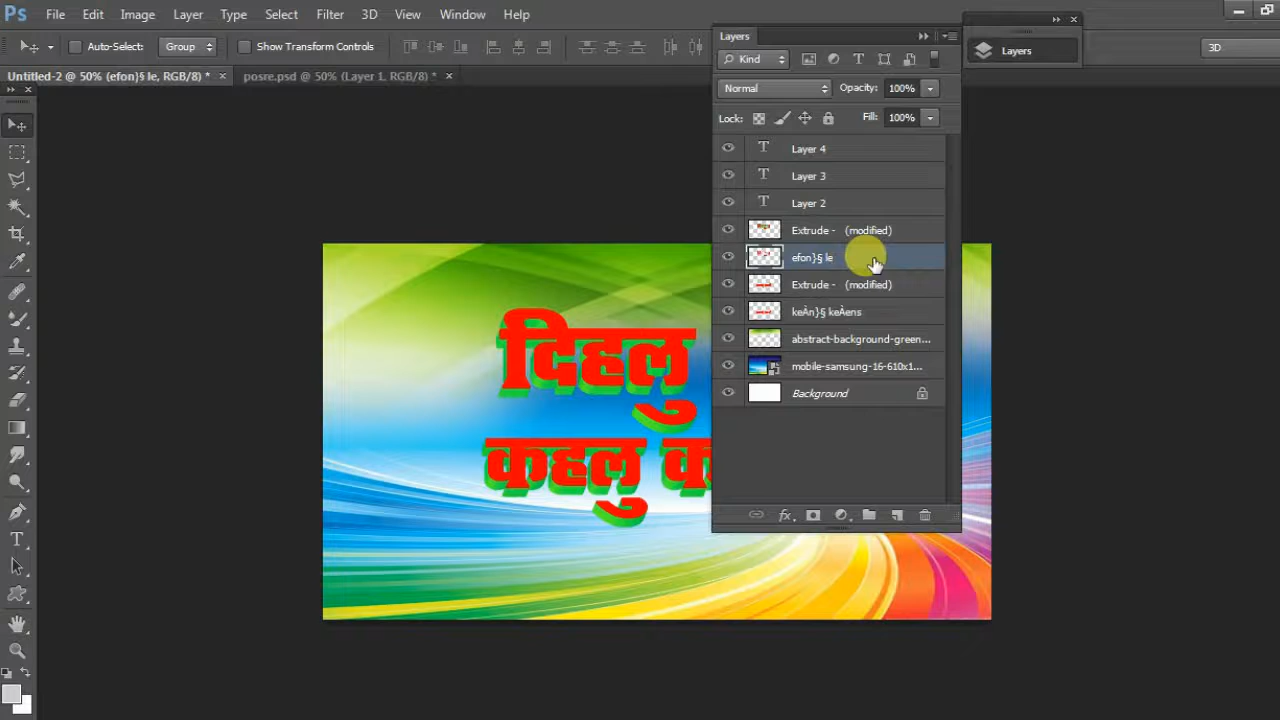 Ps File Edit Image Layer Type Select Filter 3D View Window Help
Auto-Select: Group Show Transform Controls 3D
Untitled-2 @ 50% (efon}§ le, RGB/8) * × posre.psd @ 50% (Layer 1, RGB/8) * ×
Layers
Layers
Kind
Normal Opacity: 100%
Lock: Fill: 100%
Layer 4
Layer 3
Layer 2
Extrude - (modified)
efon}§ le
Extrude - (modified)
keÀn}§ keÀens
abstract-background-green...
mobile-samsung-16-610x1...
Background
fx
दिहलु
कहलु